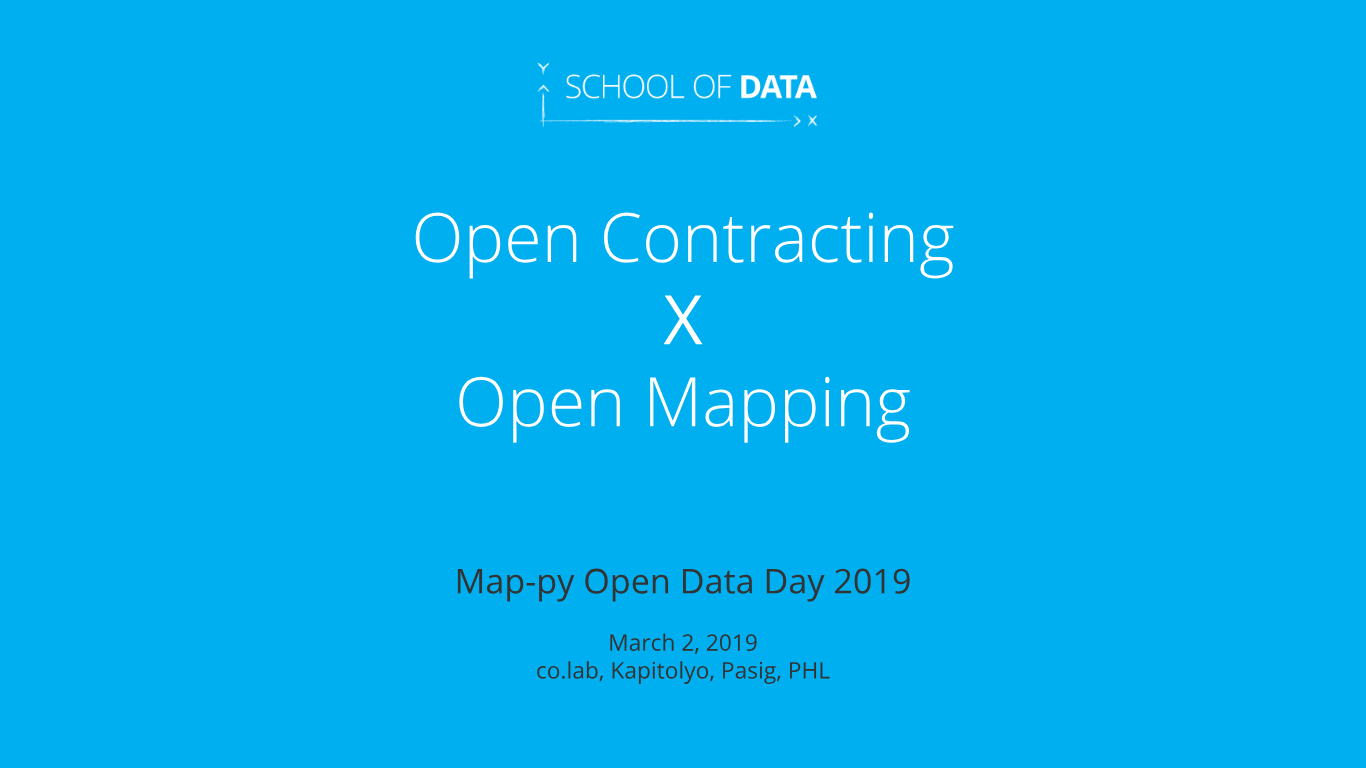 Y
SCHOOL OF DATA
X
Open Contracting
X
Open Mapping
Map-py Open Data Day 2019
March 2, 2019
co.lab, Kapitolyo, Pasig, PHL